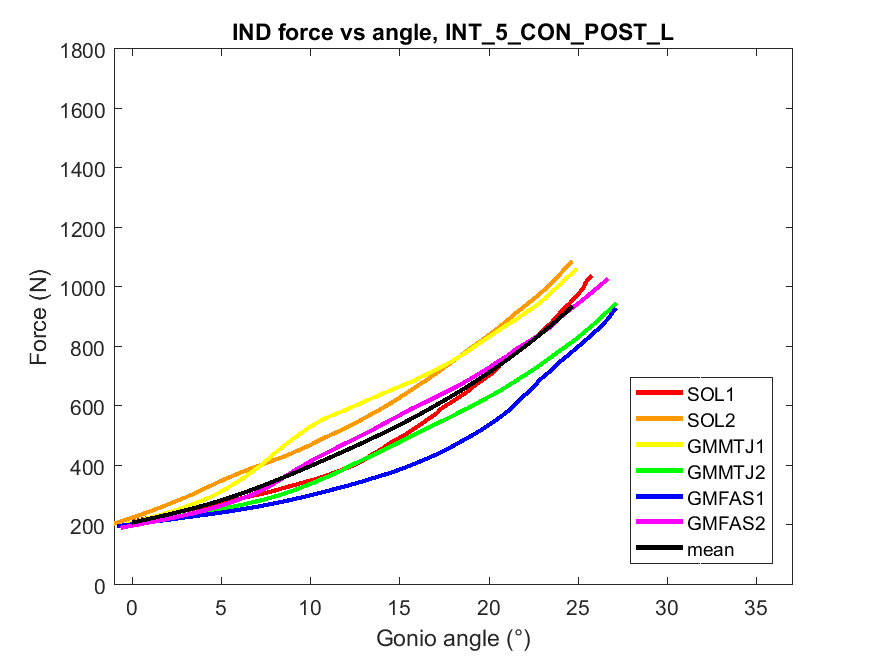 IND force vs angle, INT_5_CON_POST_L
1800
1600
1400
1200
1000
800
600
400
200
0
Force (N)
0 5 10 15 20 25 30 35
Gonio angle (°)
SOL1
SOL2
GMMTJ1
GMMTJ2
GMFAS1
GMFAS2
mean